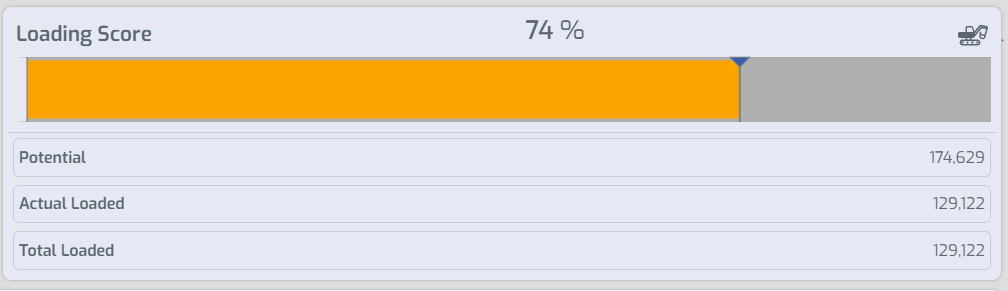 Loading Score 74 %
Potential 174,629
Actual Loaded 129,122
Total Loaded 129,122